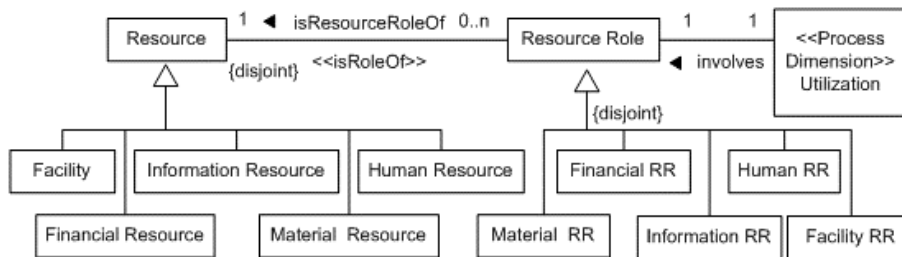 1 isResourceRoleOf 0..n 1 1
Resource Resource Role <<Process
Dimension>>
Utilization
{disjoint} <<isRoleOf>> involves
{disjoint}
Facility Information Resource Human Resource Financial RR Human RR
Financial Resource Material Resource Material RR Information RR Facility RR